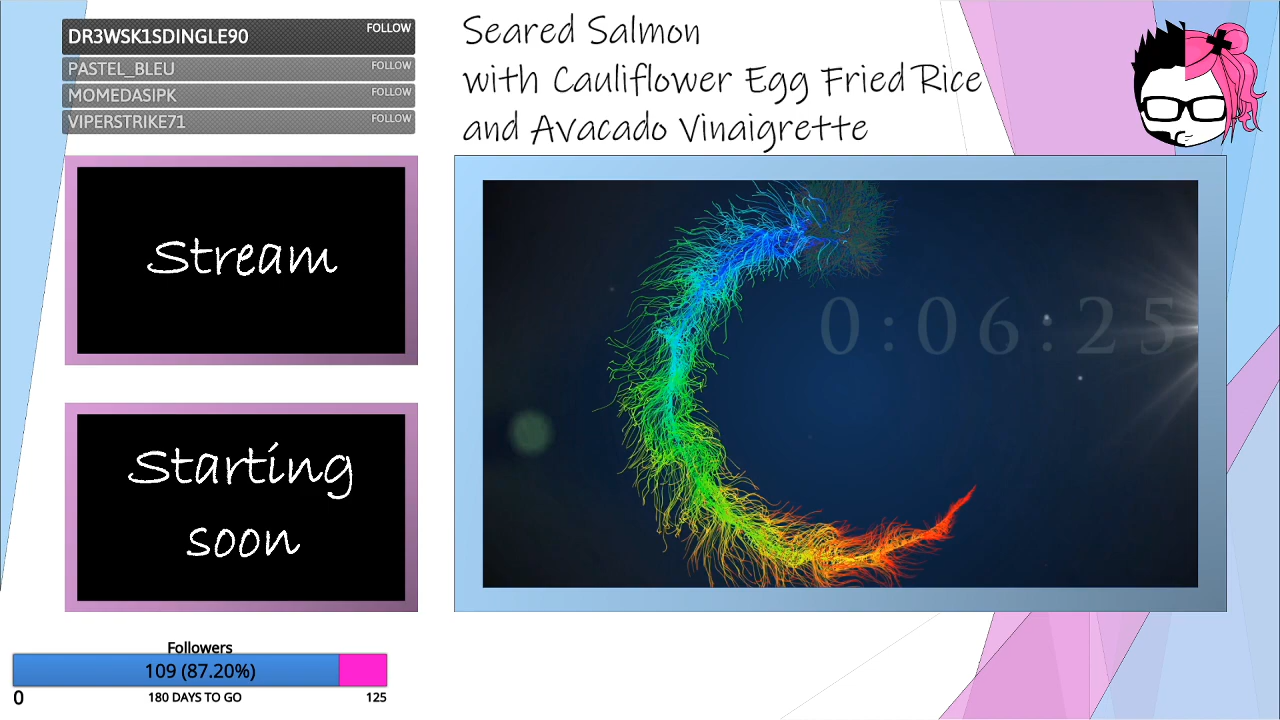 DR3WSK1SDINGLE90 FOLLOW
PASTEL_BLEU FOLLOW
MOMEDASIPK FOLLOW
VIPERSTRIKE71 FOLLOW
Seared Salmon
with Cauliflower Egg Fried Rice
and Avacado Vinaigrette
Stream
0:06:25
Starting
soon
Followers
109 (87.20%)
0 180 DAYS TO GO 125